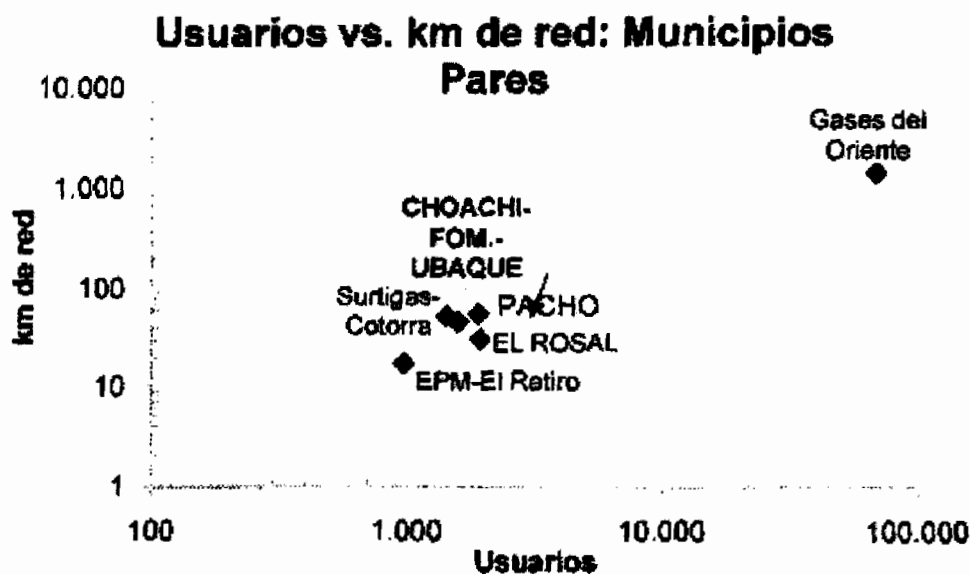 Usuarios vs. km de red: Municipios
Pares
10.000
1.000
100
10
1
km de red
Gases del
Oriente
CHOACHI-
FOM.-
UBAQUE
Surtigas-
Cotorra
PACHO
EL ROSAL
EPM-El Retiro
100
1.000
10.000
100.000
Usuarios